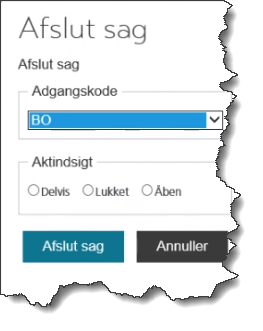 Afslut sag
Afslut sag
Adgangskode
BO
Aktindsigt
Delvis Lukket Åben
Afslut sag Annuller